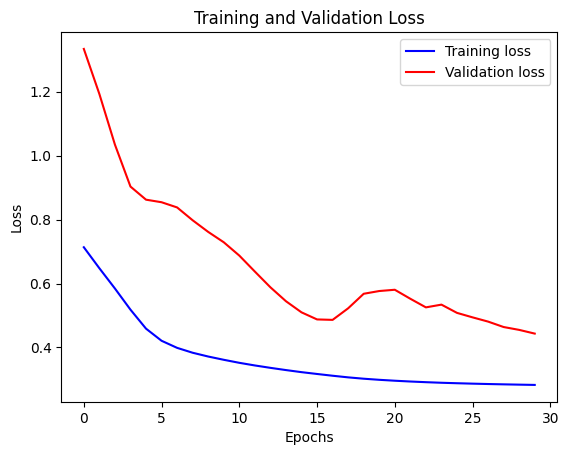 Training and Validation Loss
Training loss
Validation loss
1.2
1.0
0.8
0.6
0.4
Loss
0
5
10
15
20
25
30
Epochs